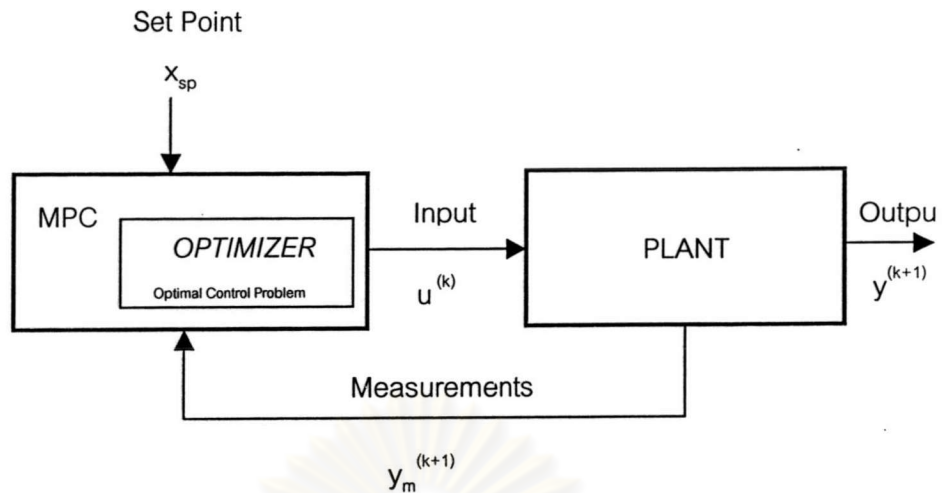 Set Point
x_sp
MPC
OPTIMIZER
Optimal Control Problem
Input
u^(k)
PLANT
Outpu
y^(k+1)
Measurements
y_m^(k+1)